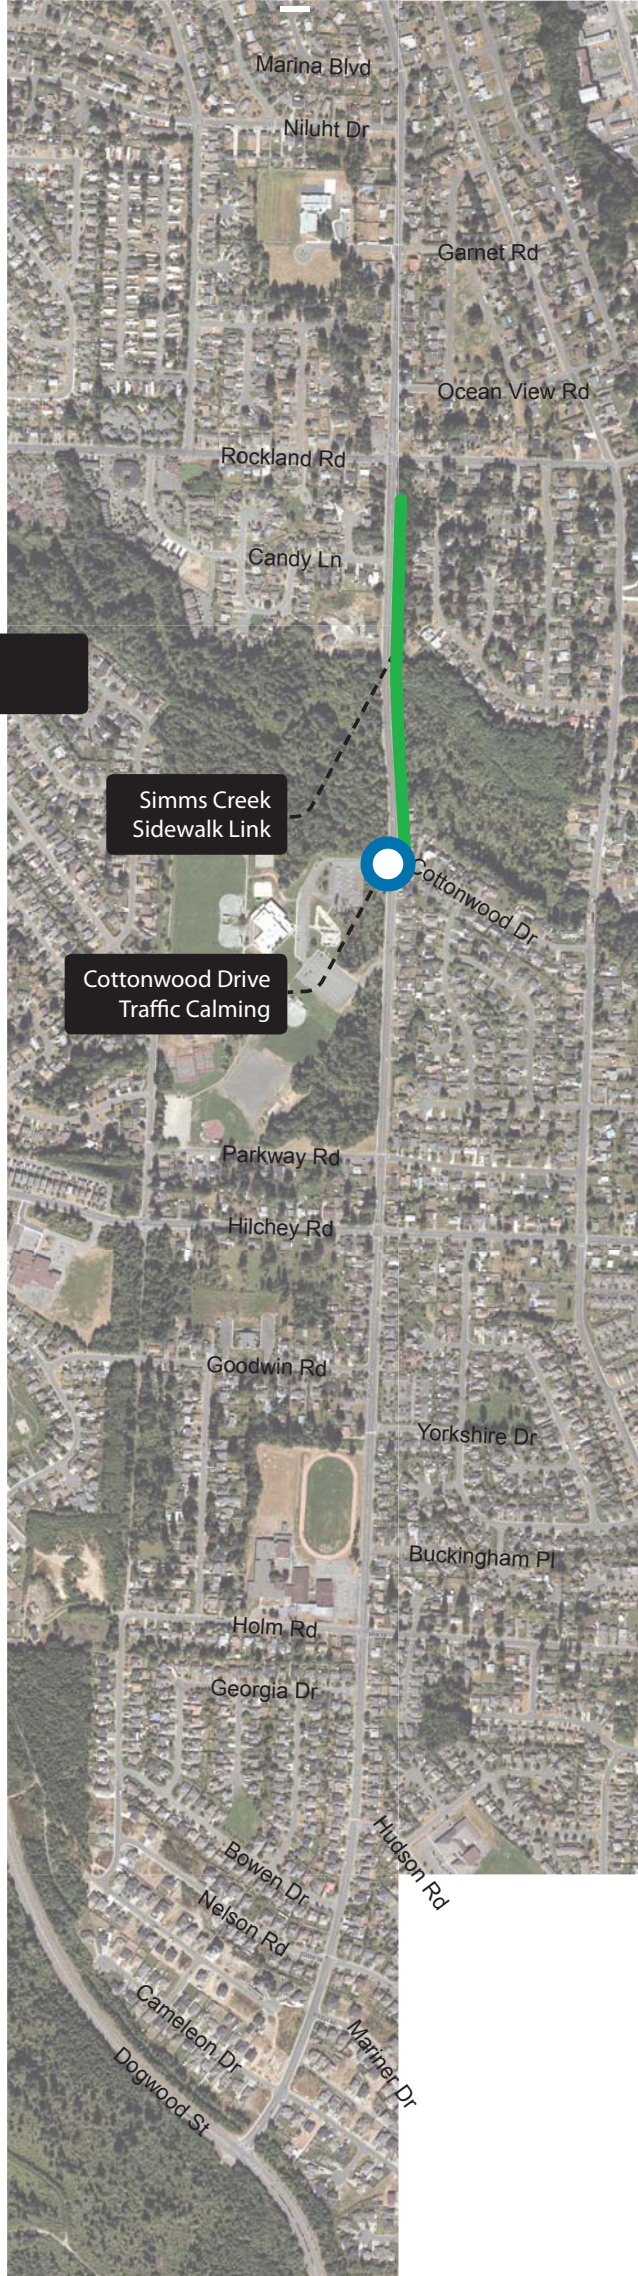 Marina Blvd
Niluht Dr
Garnet Rd
Ocean View Rd
Rockland Rd
Candy Ln
Simms Creek
Sidewalk Link
Cottonwood Dr
Cottonwood Drive
Traffic Calming
Parkway Rd
Hilchey Rd
Goodwin Rd
Yorkshire Dr
Buckingham Pl
Holm Rd
Georgia Dr
Hudson Rd
Bowen Dr
Nelson Rd
Cameleon Dr
Mariner Dr
Dogwood St